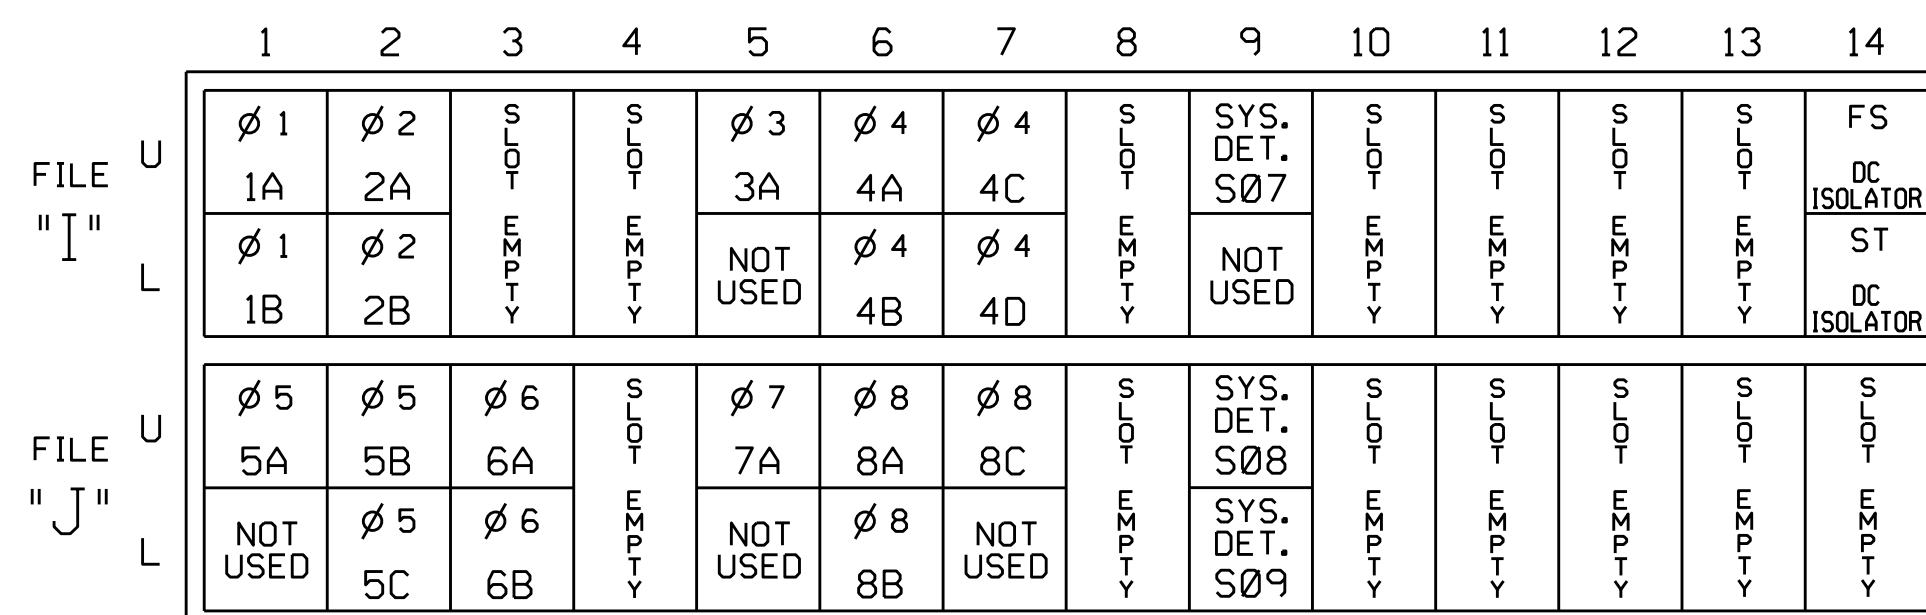 1 2 3 4 5 6 7 8 9 10 11 12 13 14
FILE "I"
U
Ø 1 1A
Ø 2 2A
SLOT EMPTY
SLOT EMPTY
Ø 3 3A
Ø 4 4A
Ø 4 4C
SLOT EMPTY
SYS. DET. SØ7
SLOT EMPTY
SLOT EMPTY
SLOT EMPTY
SLOT EMPTY
FS DC ISOLATOR
L
Ø 1 1B
Ø 2 2B
NOT USED
Ø 4 4B
Ø 4 4D
NOT USED
ST DC ISOLATOR
FILE "J"
U
Ø 5 5A
Ø 5 5B
Ø 6 6A
SLOT EMPTY
Ø 7 7A
Ø 8 8A
Ø 8 8C
SLOT EMPTY
SYS. DET. SØ8
SLOT EMPTY
SLOT EMPTY
SLOT EMPTY
SLOT EMPTY
SLOT EMPTY
L
NOT USED
Ø 5 5C
Ø 6 6B
NOT USED
Ø 8 8B
NOT USED
SYS. DET. SØ9